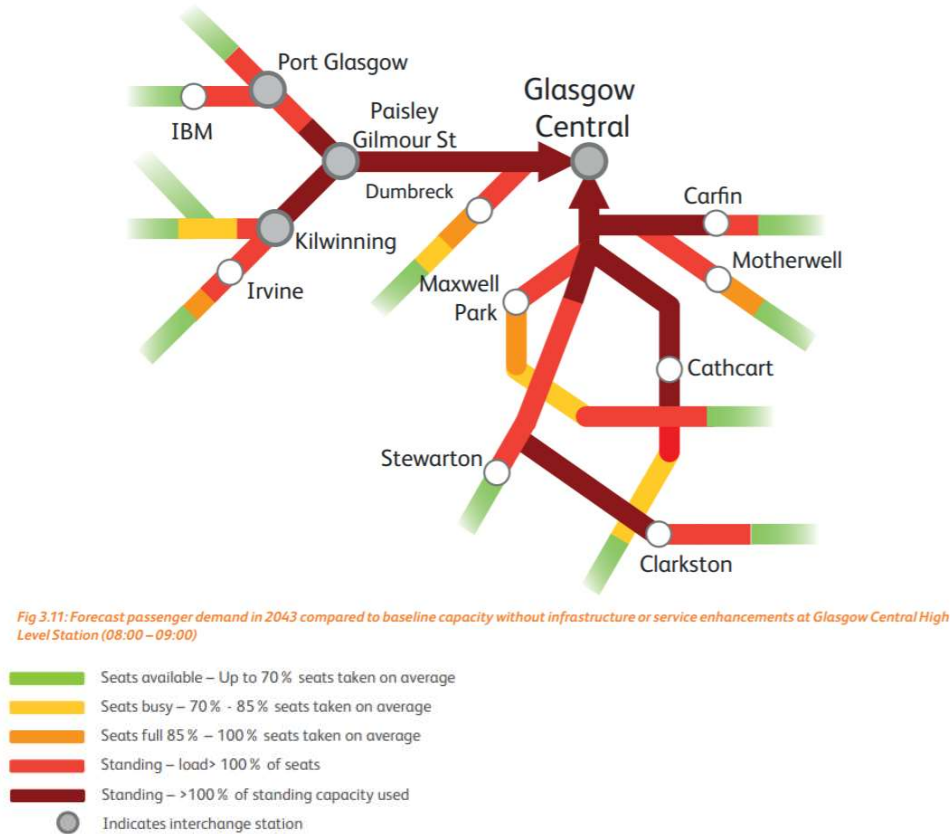 Port Glasgow
Glasgow
Central
Paisley
Gilmour St
IBM
Dumbreck
Carfin
Kilwinning
Motherwell
Irvine
Maxwell
Park
Cathcart
Stewarton
Clarkston
Fig 3.11: Forecast passenger demand in 2043 compared to baseline capacity without infrastructure or service enhancements at Glasgow Central High
Level Station (08:00 – 09:00)
Seats available – Up to 70 % seats taken on average
Seats busy – 70 % - 85 % seats taken on average
Seats full 85 % – 100 % seats taken on average
Standing – load> 100 % of seats
Standing – >100 % of standing capacity used
Indicates interchange station